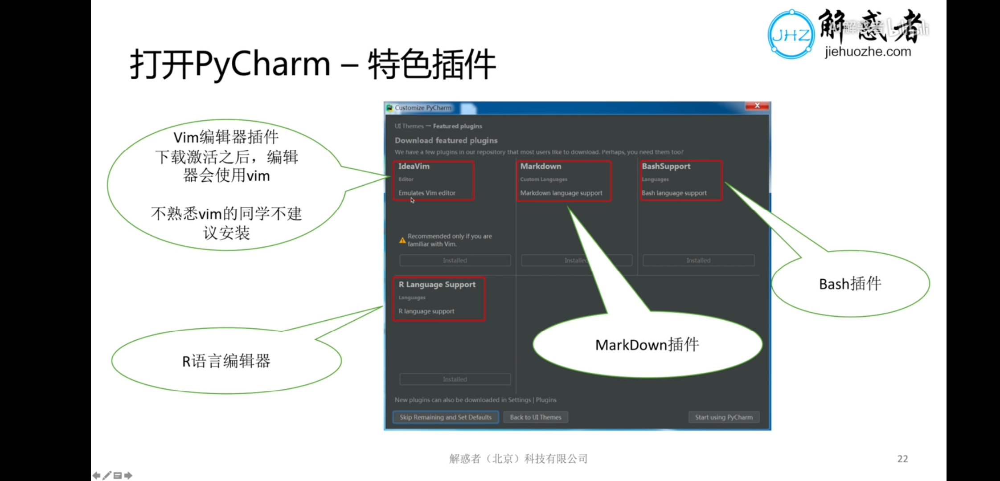 解惑者
AI解惑者 bilibili
JHZ
jiehuozhe.com
打开PyCharm – 特色插件
Vim编辑器插件
下载激活之后，编辑
器会使用vim
不熟悉vim的同学不建
议安装
Customize PyCharm
UI Themes → Featured plugins
Download featured plugins
We have a few plugins in our repository that most users like to download. Perhaps, you need them too?
IdeaVim
Editor
Emulates Vim editor
Recommended only if you are
familiar with Vim.
Installed
Markdown
Custom Languages
Markdown language support
Installed
BashSupport
Languages
Bash language support
Installed
Bash插件
R Language Support
Languages
R language support
Installed
R语言编辑器
MarkDown插件
New plugins can also be downloaded in Settings | Plugins
Skip Remaining and Set Defaults
Back to UI Themes
Start using PyCharm
解惑者（北京）科技有限公司
22